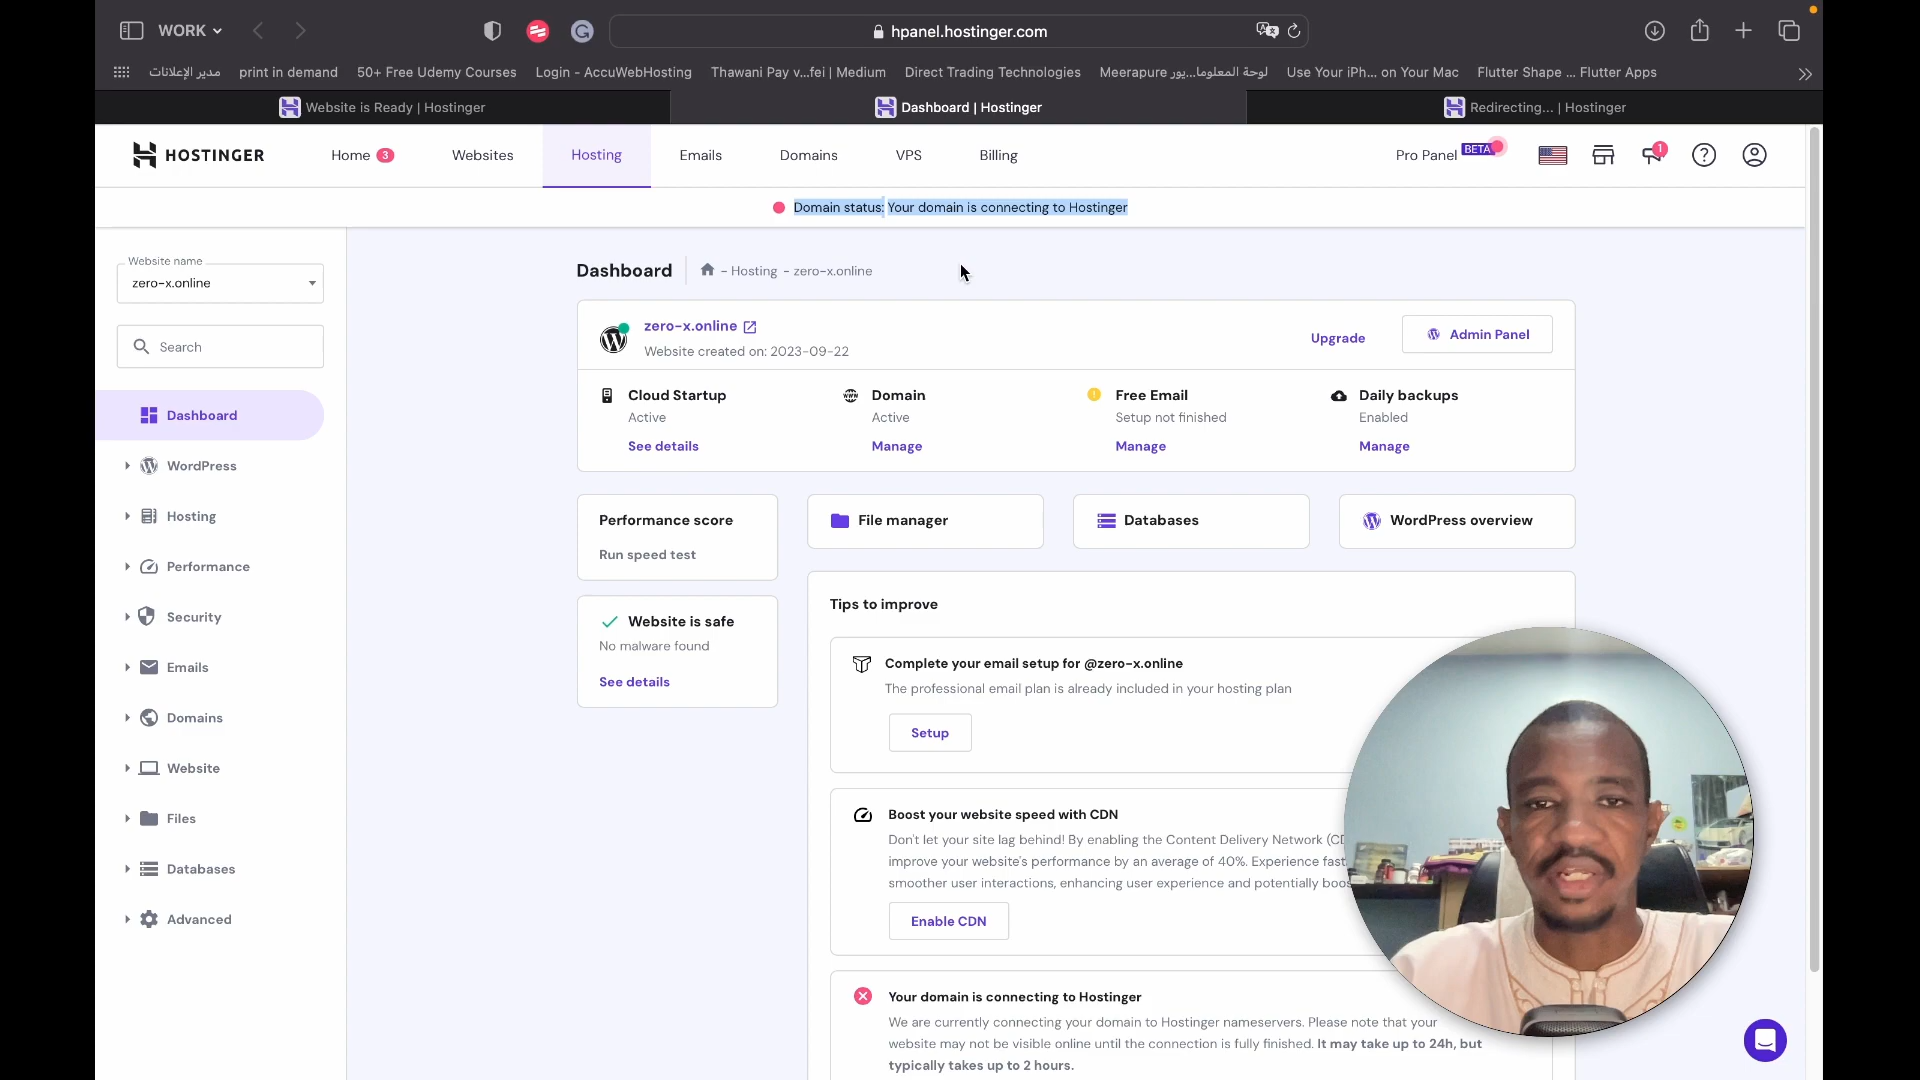 WORK
hpanel.hostinger.com
مدير الإعلانات
print in demand
50+ Free Udemy Courses
Login - AccuWebHosting
Thawani Pay v...fei | Medium
Direct Trading Technologies
Meerapure لوحة المعلوما...يور
Use Your iPh... on Your Mac
Flutter Shape ... Flutter Apps
Website is Ready | Hostinger
Dashboard | Hostinger
Redirecting... | Hostinger
HOSTINGER
Home 3
Websites
Hosting
Emails
Domains
VPS
Billing
Pro Panel BETA
1
Domain status: Your domain is connecting to Hostinger
Website name
zero-x.online
Search
Dashboard
WordPress
Hosting
Performance
Security
Emails
Domains
Website
Files
Databases
Advanced
Dashboard
- Hosting - zero-x.online
zero-x.online
Website created on: 2023-09-22
Upgrade
Admin Panel
Cloud Startup
Active
See details
Domain
Active
Manage
Free Email
Setup not finished
Manage
Daily backups
Enabled
Manage
Performance score
Run speed test
File manager
Databases
WordPress overview
Website is safe
No malware found
See details
Tips to improve
Complete your email setup for @zero-x.online
The professional email plan is already included in your hosting plan
Setup
Boost your website speed with CDN
Don't let your site lag behind! By enabling the Content Delivery Network
improve your website's performance by an average of 40%. Experience
smoother user interactions, enhancing user experience and potentially
Enable CDN
Your domain is connecting to Hostinger
We are currently connecting your domain to Hostinger nameservers. Please note that your
website may not be visible online until the connection is fully finished. It may take up to 24h, but
typically takes up to 2 hours.